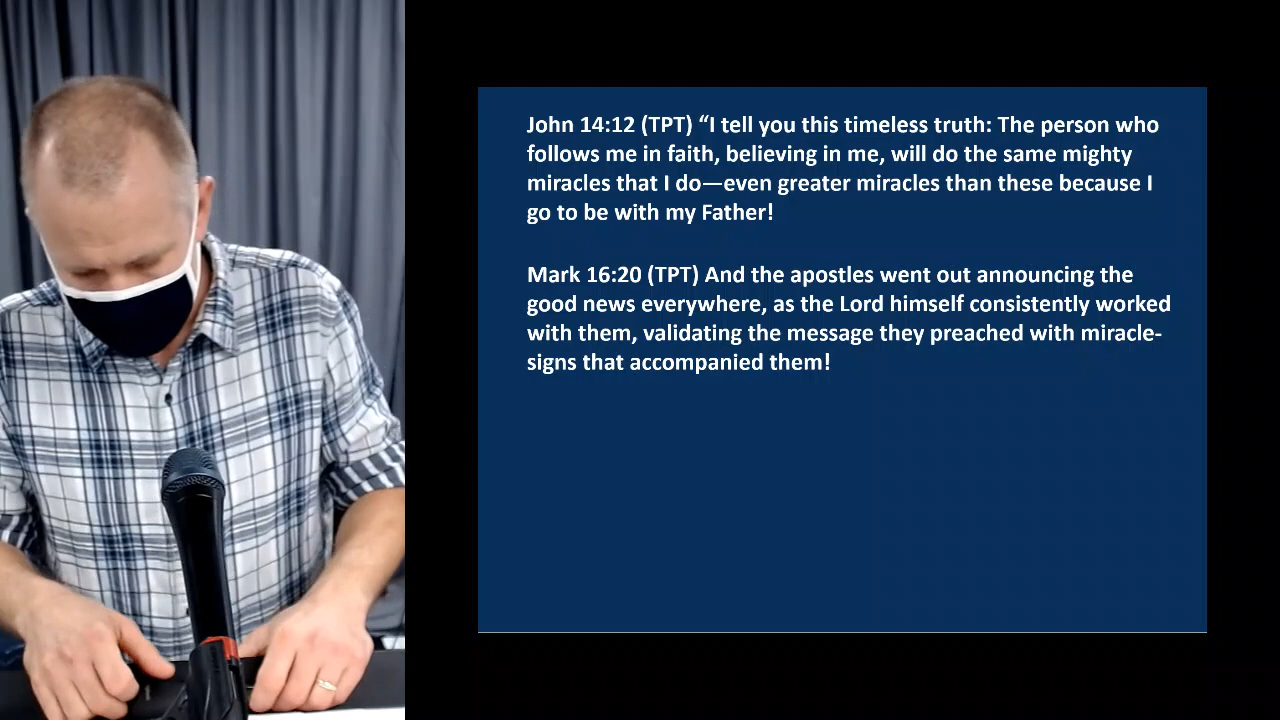 John 14:12 (TPT) “I tell you this timeless truth: The person who
follows me in faith, believing in me, will do the same mighty
miracles that I do—even greater miracles than these because I
go to be with my Father!
Mark 16:20 (TPT) And the apostles went out announcing the
good news everywhere, as the Lord himself consistently worked
with them, validating the message they preached with miracle-
signs that accompanied them!